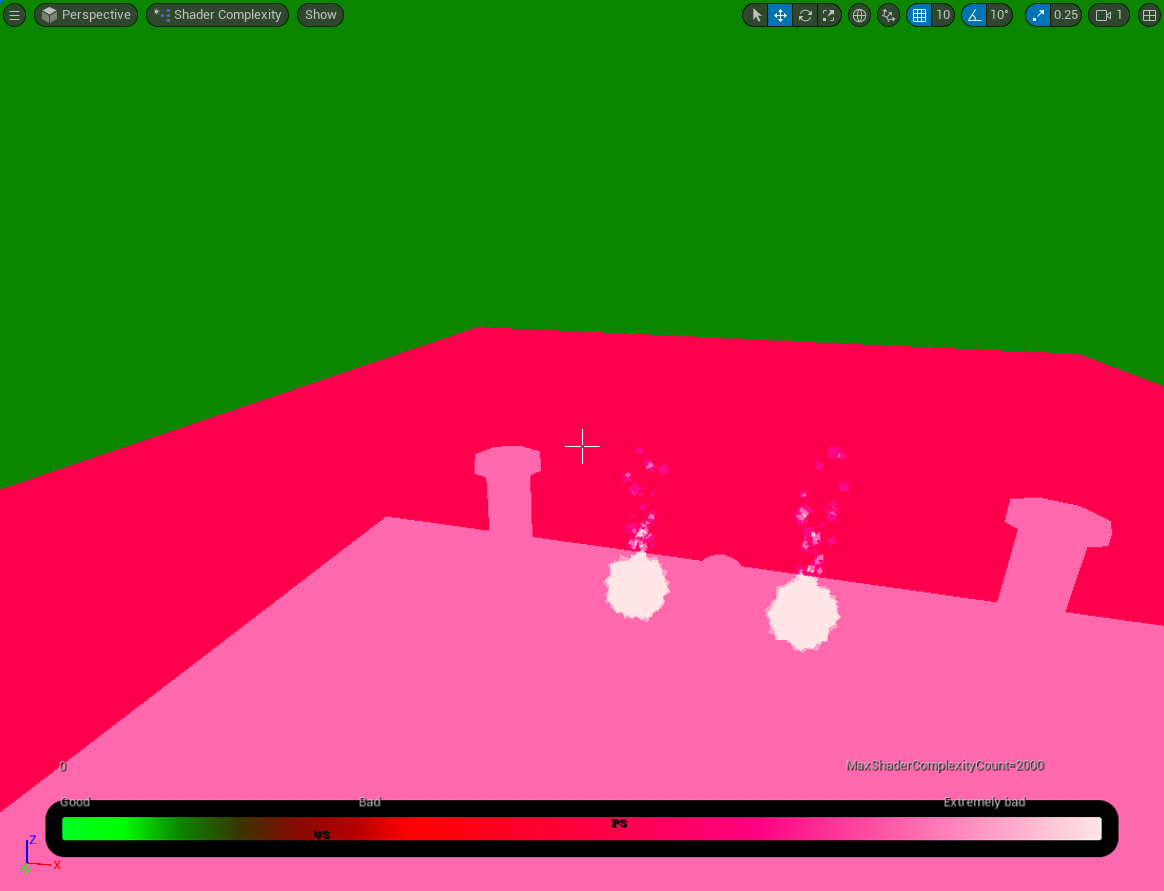 Perspective Shader Complexity Show 10 10° 0.25 1
0 MaxShaderComplexityCount=2000
Good Bad Extremely bad
PS
VS
Z
X
Y